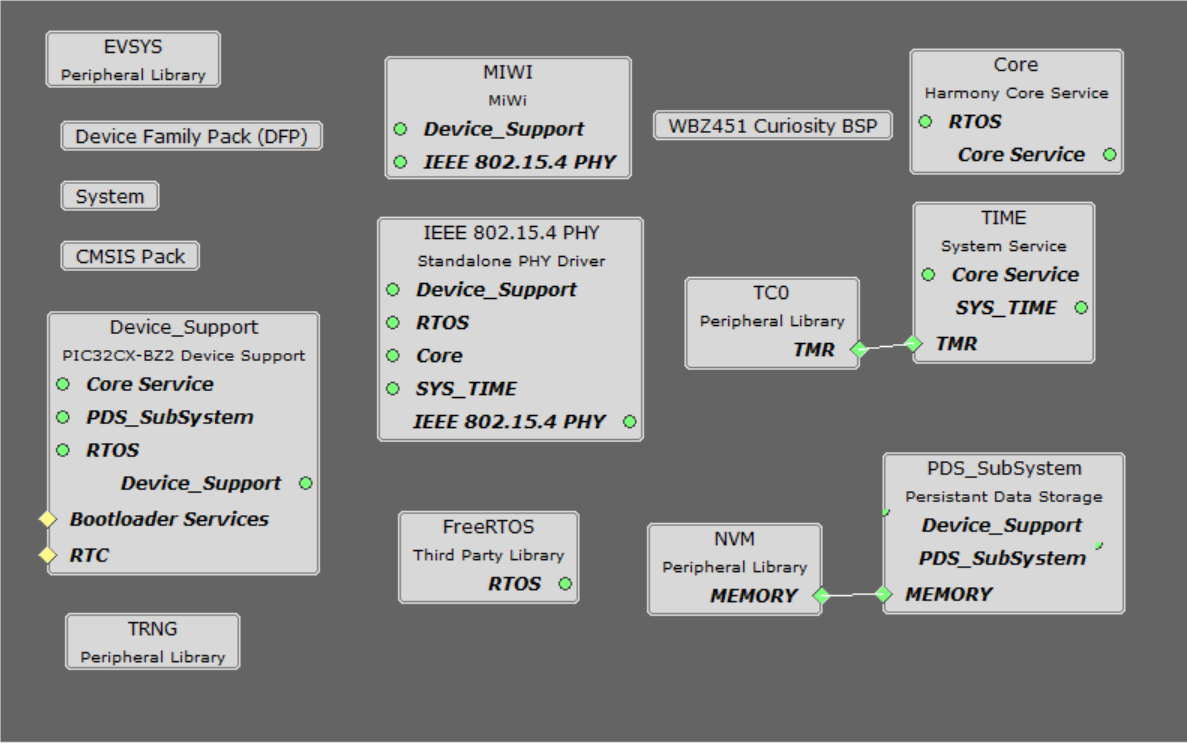 EVSYS
Peripheral Library
Device Family Pack (DFP)
System
CMSIS Pack
Device_Support
PIC32CX-BZ2 Device Support
Core Service
PDS_SubSystem
RTOS
Device_Support
Bootloader Services
RTC
TRNG
Peripheral Library
MIWI
MiWi
Device_Support
IEEE 802.15.4 PHY
IEEE 802.15.4 PHY
Standalone PHY Driver
Device_Support
RTOS
Core
SYS_TIME
IEEE 802.15.4 PHY
FreeRTOS
Third Party Library
RTOS
WBZ451 Curiosity BSP
TC0
Peripheral Library
TMR
NVM
Peripheral Library
MEMORY
Core
Harmony Core Service
RTOS
Core Service
TIME
System Service
Core Service
SYS_TIME
TMR
PDS_SubSystem
Persistant Data Storage
Device_Support
PDS_SubSystem
MEMORY